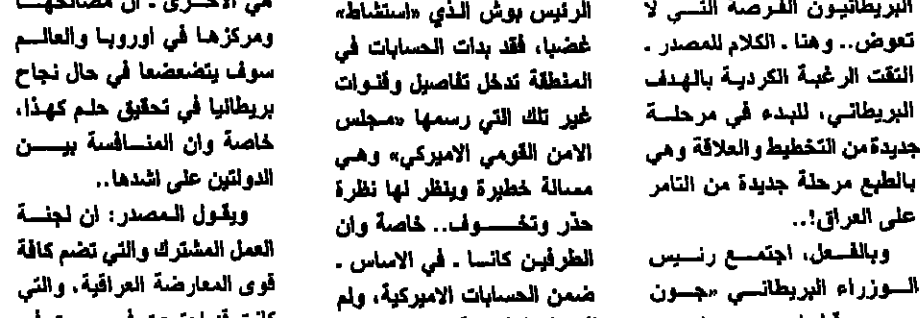 البريطانيون الفرصة التي لا
تعوض.. وهنا . الكلام للمصدر .
التقت الرغبة الكردية بالهدف
البريطاني، للبدء في مرحلة
جديدة من التخطيط والعلاقة وهي
بالطبع مرحلة جديدة من التامر
على العراق!..
وبالفعل، اجتمع رئيس
الوزراء البريطاني «جون
الرئيس بوش الذي «استشاط»
غضبا، فقد بدات الحسابات في
المنطقة تدخل تفاصيل وقنوات
غير تلك التي رسمها «مجلس
الامن القومي الاميركي» وهي
مسالة خطيرة وينظر لها نظرة
حذر وتخوف.. خاصة وان
الطرفين كانا . في الاساس .
ضمن الحسابات الاميركية، ولم
هي الاخرى . ان مصالحها
ومركزها في اوروبا والعالم
سوف يتضعضعا في حال نجاح
بريطانيا في تحقيق حلم كهذا،
خاصة وان المنافسة بين
الدولتين على اشدها..
ويقول المصدر: ان لجنة
العمل المشترك والتي تضم كافة
قوى المعارضة العراقية، والتي